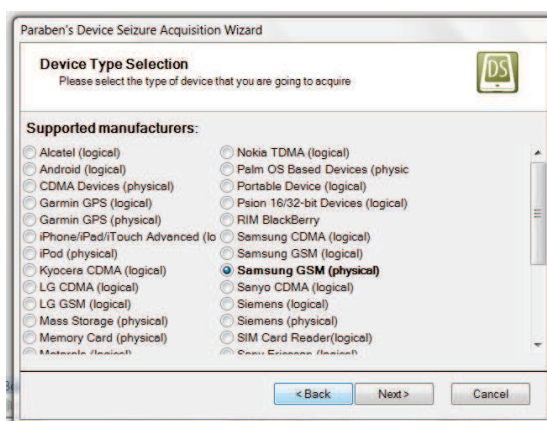 Paraben's Device Seizure Acquisition Wizard
Device Type Selection
Please select the type of device that you are going to acquire
DS
Supported manufacturers:
Alcatel (logical)
Android (logical)
CDMA Devices (physical)
Garmin GPS (logical)
Garmin GPS (physical)
iPhone/iPad/iTouch Advanced (lo
iPod (physical)
Kyocera CDMA (logical)
LG CDMA (logical)
LG GSM (logical)
Mass Storage (physical)
Memory Card (physical)
Motorola (logical)
Nokia TDMA (logical)
Palm OS Based Devices (physic
Portable Device (logical)
Psion 16/32-bit Devices (logical)
RIM BlackBerry
Samsung CDMA (logical)
Samsung GSM (logical)
Samsung GSM (physical)
Sanyo CDMA (logical)
Siemens (logical)
Siemens (physical)
SIM Card Reader(logical)
Sony Ericsson (logical)
< Back
Next >
Cancel